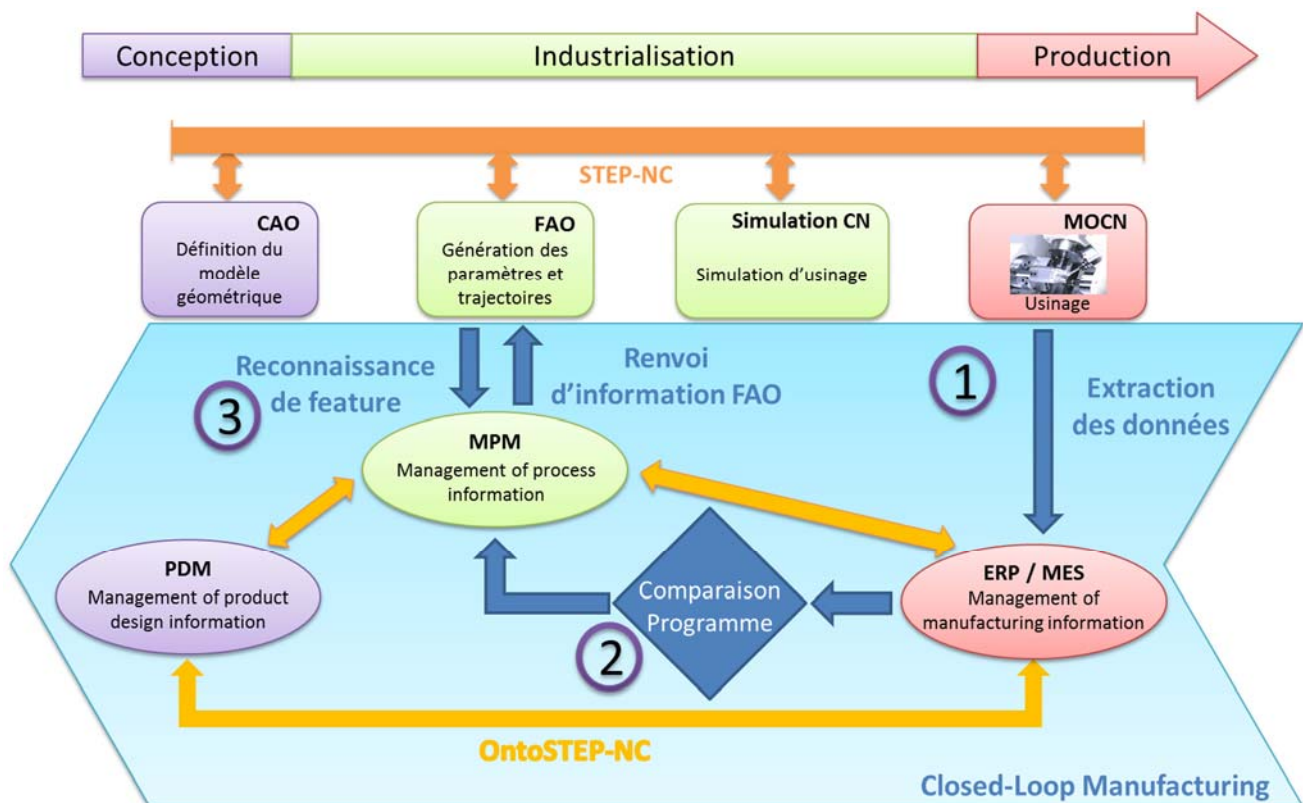 Conception
Industrialisation
Production
STEP-NC
CAO
Définition du
modèle
géométrique
FAO
Génération des
paramètres et
trajectoires
Simulation CN
Simulation d'usinage
MOCN
Usinage
Reconnaissance
de feature
3
Renvoi
d'information FAO
1
Extraction
des données
MPM
Management of process
information
PDM
Management of product
design information
Comparaison
Programme
2
ERP / MES
Management of
manufacturing information
OntoSTEP-NC
Closed-Loop Manufacturing